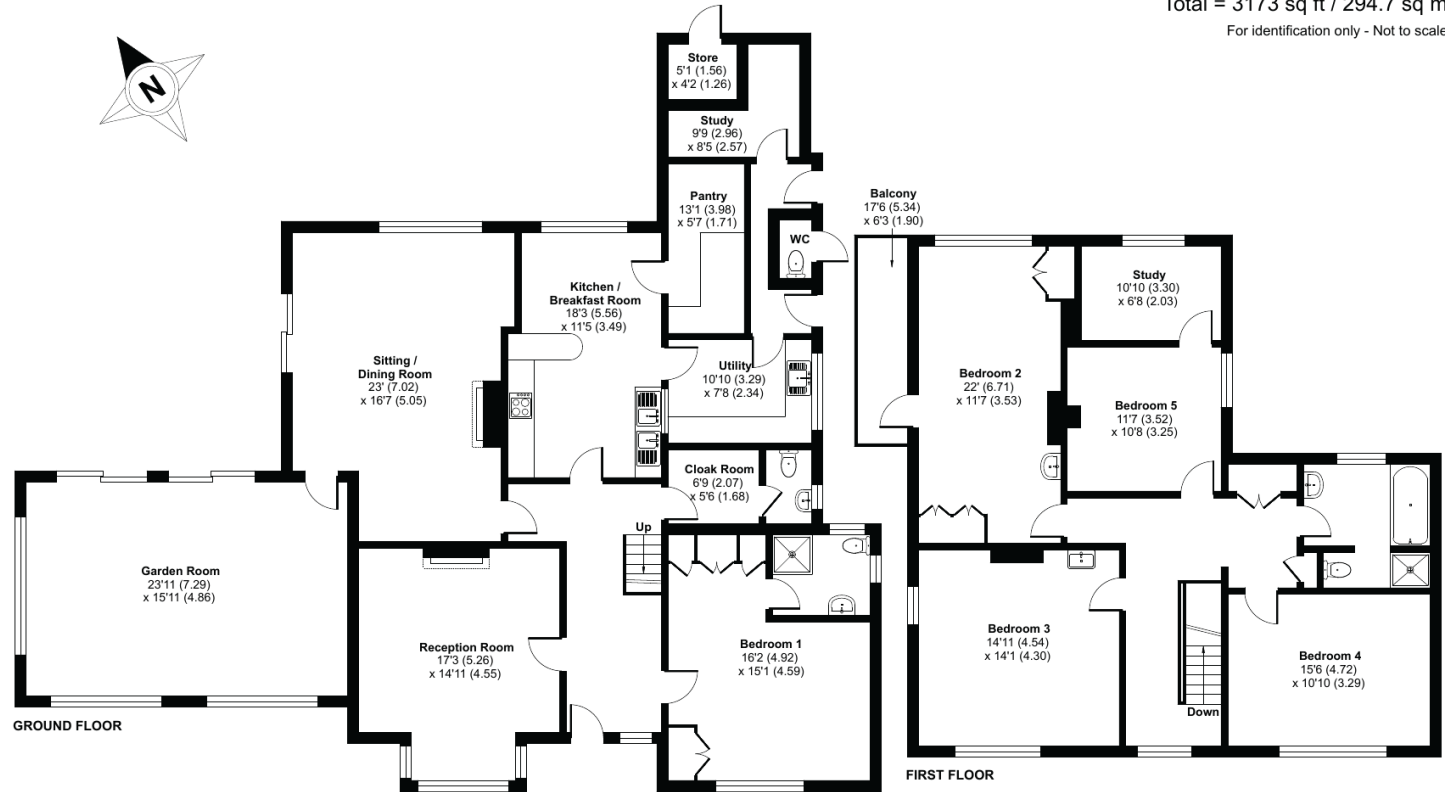 Total = 3173 sq ft / 294.7 sq m
For identification only - Not to scale
N
Store
5'1 (1.56)
x 4'2 (1.26)
Study
9'9 (2.96)
x 8'5 (2.57)
Pantry
13'1 (3.98)
x 5'7 (1.71)
WC
Kitchen /
Breakfast Room
18'3 (5.56)
x 11'5 (3.49)
Sitting /
Dining Room
23' (7.02)
x 16'7 (5.05)
Utility
10'10 (3.29)
x 7'8 (2.34)
Cloak Room
6'9 (2.07)
x 5'6 (1.68)
Up
Garden Room
23'11 (7.29)
x 15'11 (4.86)
Reception Room
17'3 (5.26)
x 14'11 (4.55)
Bedroom 1
16'2 (4.92)
x 15'1 (4.59)
GROUND FLOOR
Balcony
17'6 (5.34)
x 6'3 (1.90)
Study
10'10 (3.30)
x 6'8 (2.03)
Bedroom 2
22' (6.71)
x 11'7 (3.53)
Bedroom 5
11'7 (3.52)
x 10'8 (3.25)
Bedroom 3
14'11 (4.54)
x 14'1 (4.30)
Bedroom 4
15'6 (4.72)
x 10'10 (3.29)
Down
FIRST FLOOR